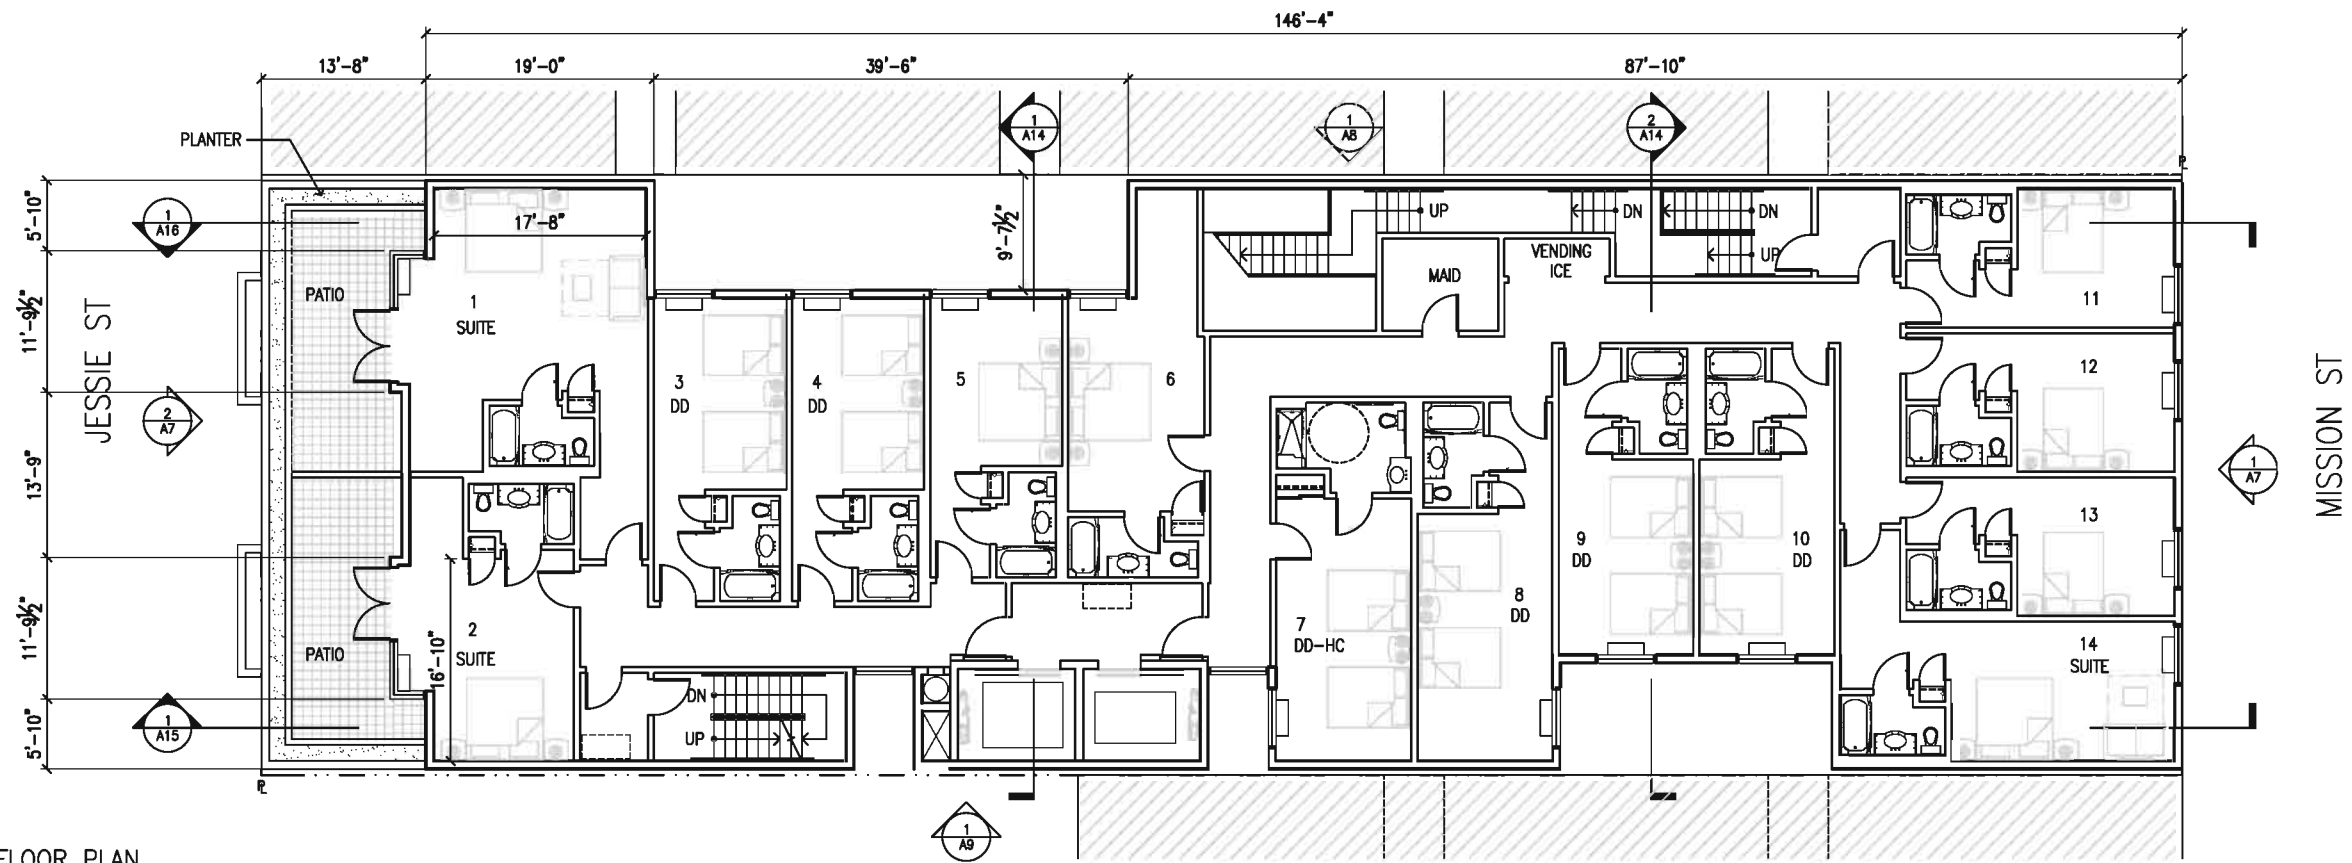 146'-4"
13'-8"
19'-0"
39'-6"
87'-10"
PLANTER
1
A14
1
A8
2
A14
PL
5'-10"
1
A16
17'-8"
9'-7½"
UP
DN
DN
UP
VENDING
ICE
MAID
PATIO
1
SUITE
11
11'-9½"
JESSIE ST
2
A7
3
DD
4
DD
5
6
12
MISSION ST
13'-9"
1
A7
13
9
DD
10
DD
11'-9½"
PATIO
2
SUITE
16'-10"
7
DD-HC
8
DD
14
SUITE
DN
UP
1
A15
5'-10"
PL
1
A9
FLOOR PLAN